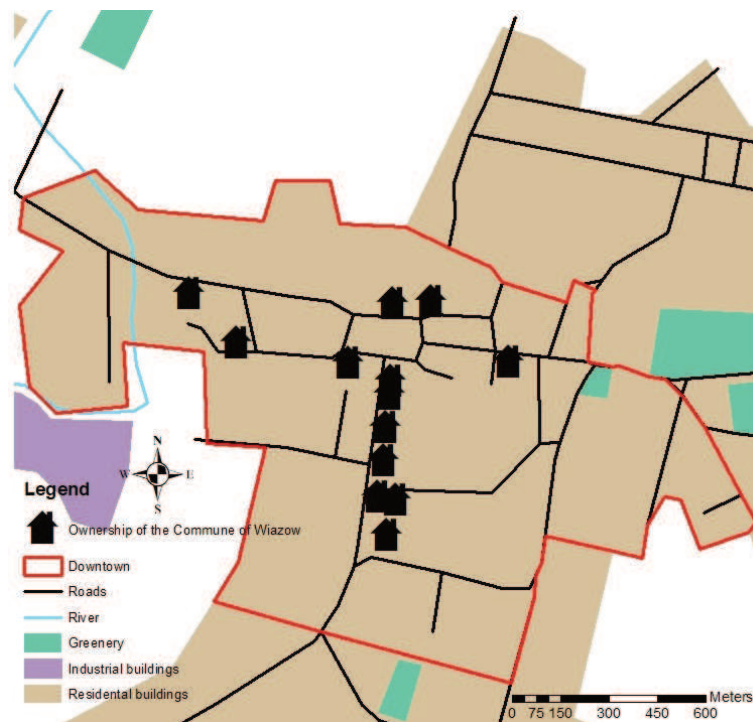 N
W E
S
Legend
Ownership of the Commune of Wiazow
Downtown
Roads
River
Greenery
Industrial buildings
Residental buildings
Meters
0 75 150 300 450 600